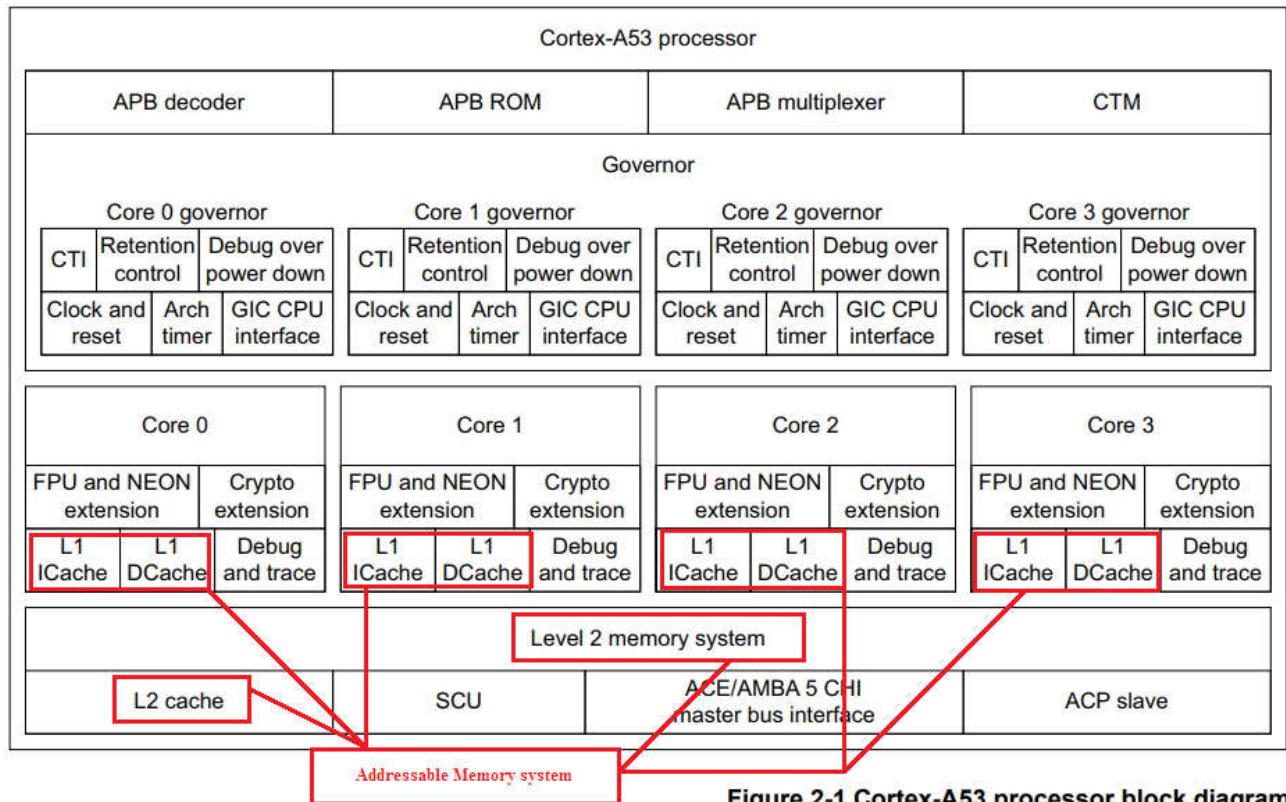 Cortex-A53 processor
APB decoder APB ROM APB multiplexer CTM
Governor
Core 0 governor Core 1 governor Core 2 governor Core 3 governor
CTI Retention control Debug over power down CTI Retention control Debug over power down CTI Retention control Debug over power down CTI Retention control Debug over power down
Clock and reset Arch timer GIC CPU interface Clock and reset Arch timer GIC CPU interface Clock and reset Arch timer GIC CPU interface Clock and reset Arch timer GIC CPU interface
Core 0 Core 1 Core 2 Core 3
FPU and NEON extension Crypto extension FPU and NEON extension Crypto extension FPU and NEON extension Crypto extension FPU and NEON extension Crypto extension
L1 ICache L1 DCache Debug and trace L1 ICache L1 DCache Debug and trace L1 ICache L1 DCache Debug and trace L1 ICache L1 DCache Debug and trace
Level 2 memory system
L2 cache SCU ACE/AMBA 5 CHI master bus interface ACP slave
Addressable Memory system
Figure 2-1 Cortex-A53 processor block diagram